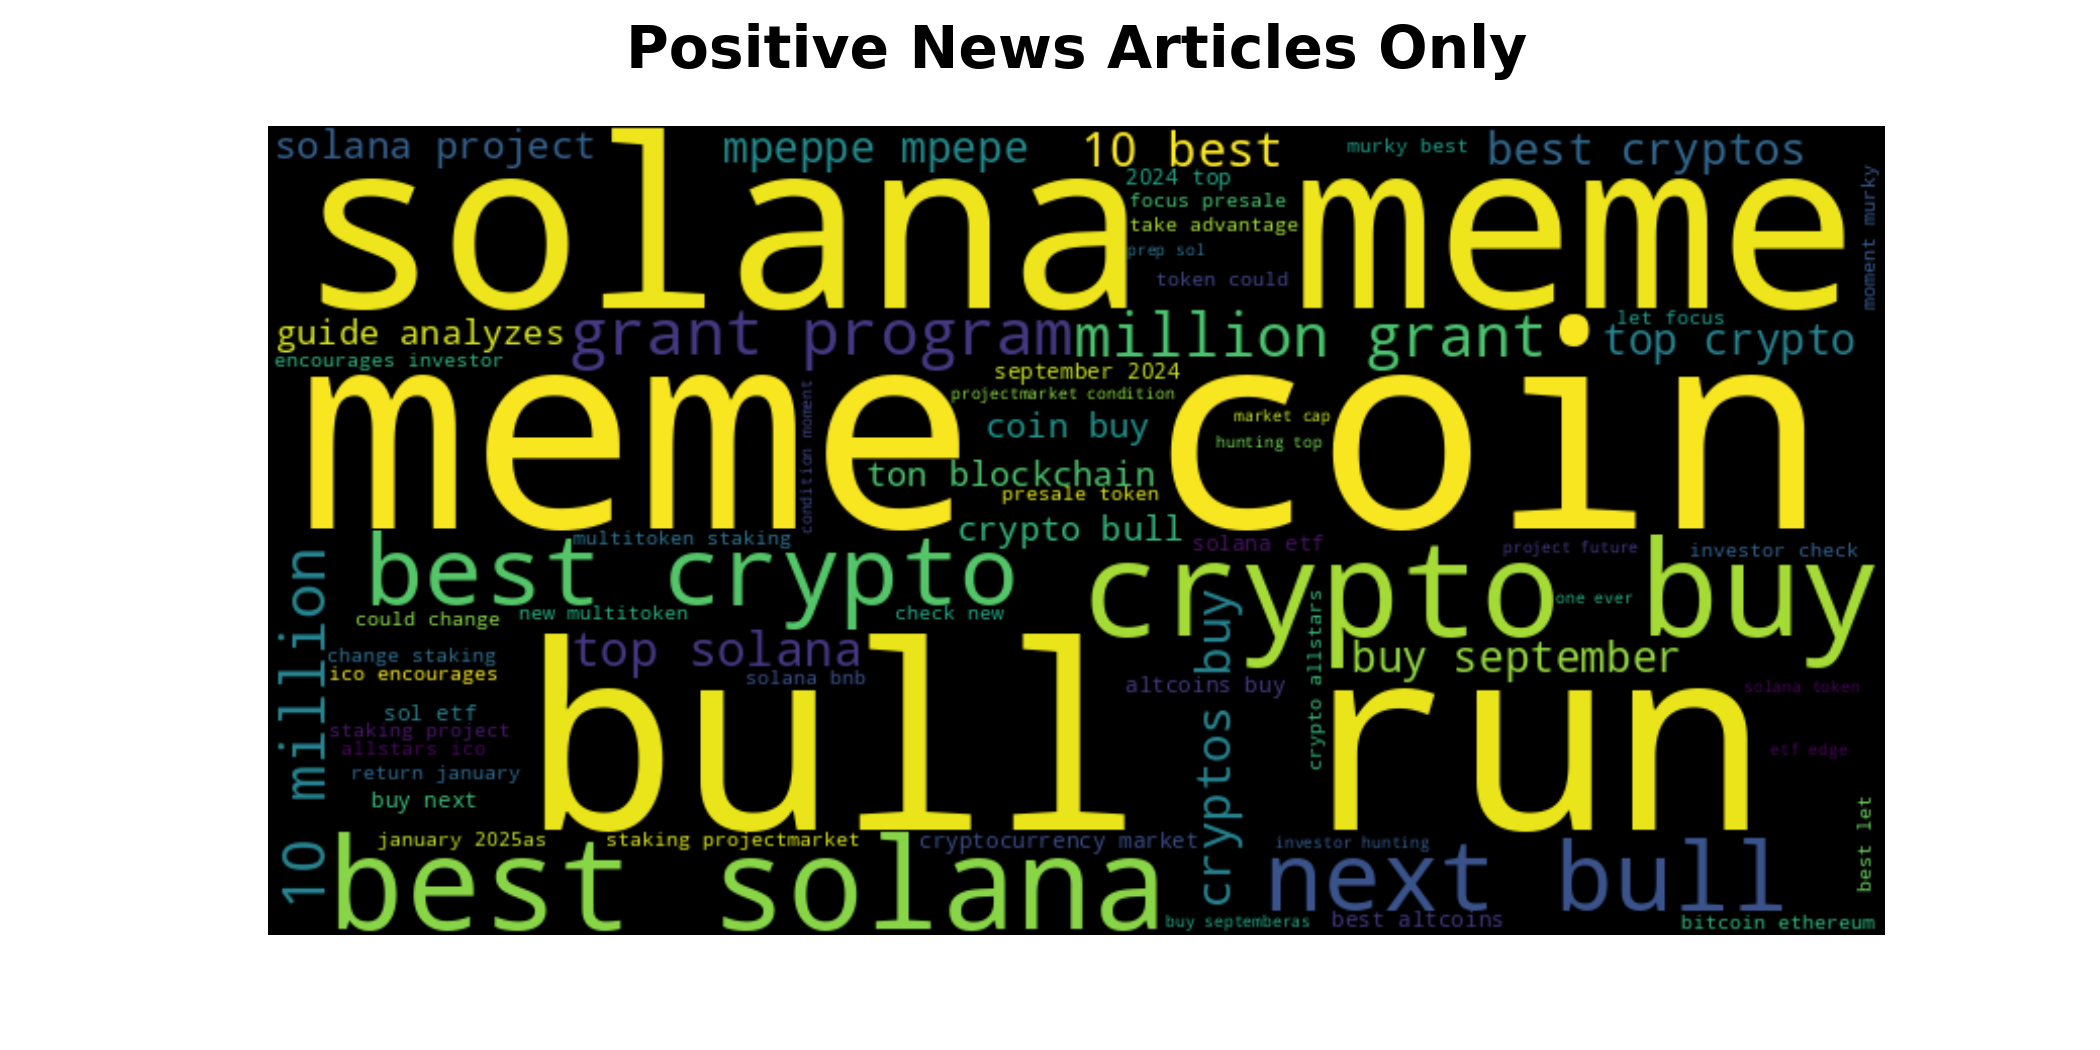 Positive News Articles Only
solana project
mpeppe mpepe
10 best
murky best
best cryptos
solana meme
2024 top
focus presale
take advantage
prep sol
token could
moment murky
guide analyzes
grant program
million grant
let focus
top crypto
encourages investor
meme coin
september 2024
projectmarket condition
condition moment
coin buy
market cap
hunting top
ton blockchain
presale token
crypto bull
multitoken staking
solana etf
project future
investor check
best crypto
crypto buy
one ever
could change
new multitoken
check new
10 million
bull run
top solana
buy september
change staking
ico encourages
solana bnb
altcoins buy
cryptos buy
crypto allstars
solana token
sol etf
staking project
allstars ico
etf edge
return january
buy next
january 2025as
staking projectmarket
cryptocurrency market
investor hunting
best let
best solana
next bull
buy septemberas
best altcoins
bitcoin ethereum